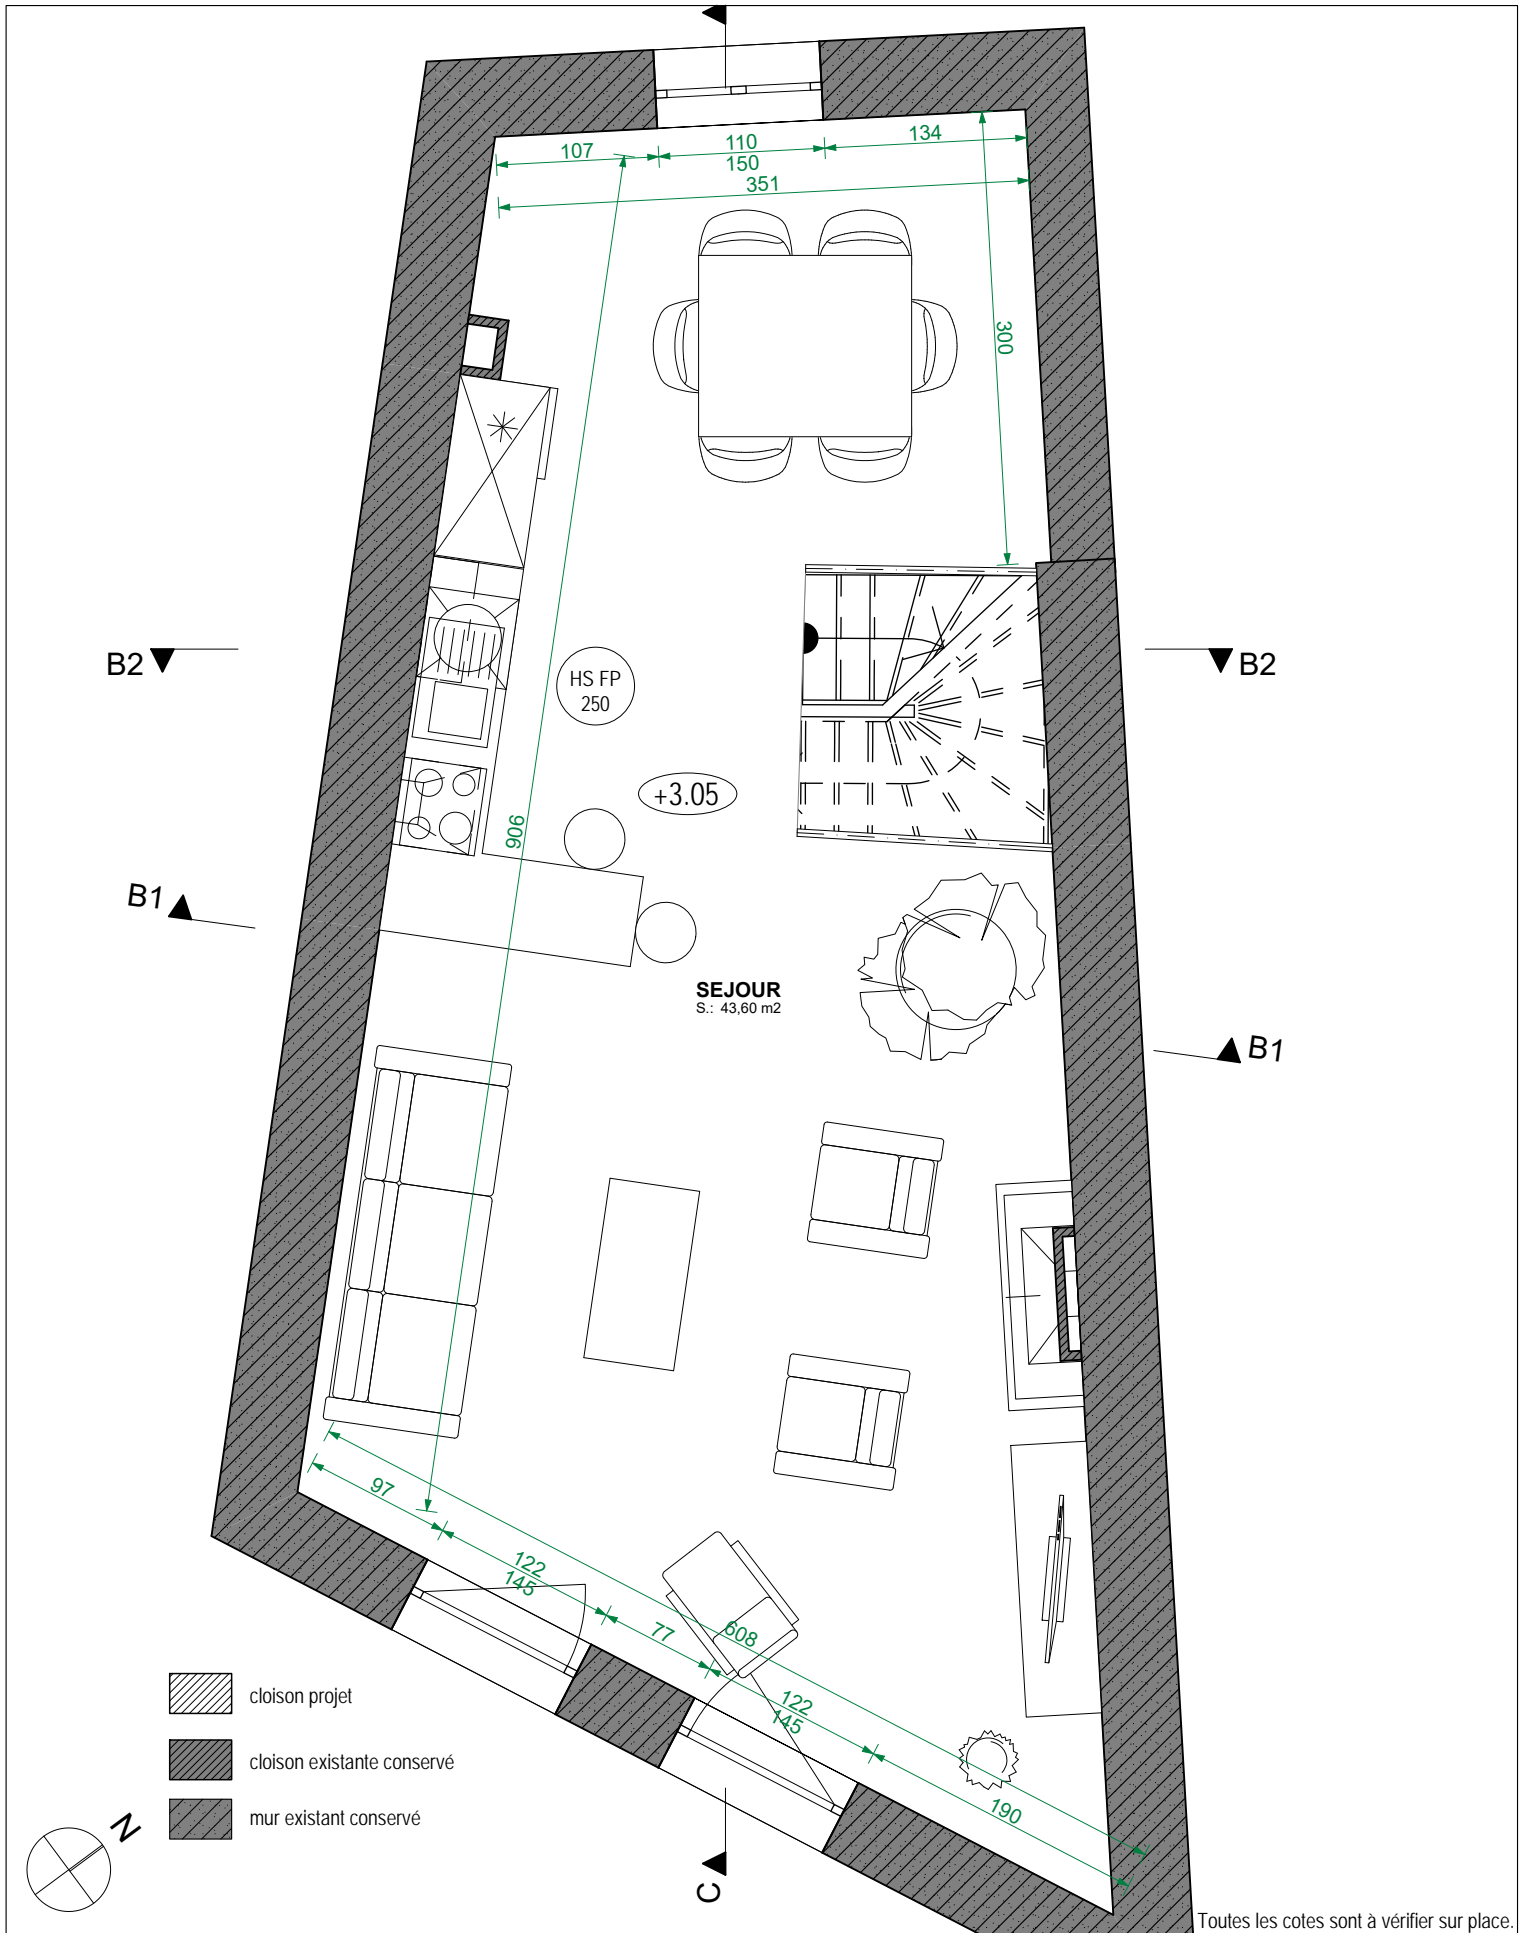 107
110
150
134
351
300
B2
HS FP
250
B2
+3.05
906
B1
SEJOUR
S.: 43,60 m2
B1
97
122
145
77
608
122
145
190
cloison projet
cloison existante conservé
mur existant conservé
N
C
Toutes les cotes sont à vérifier sur place.